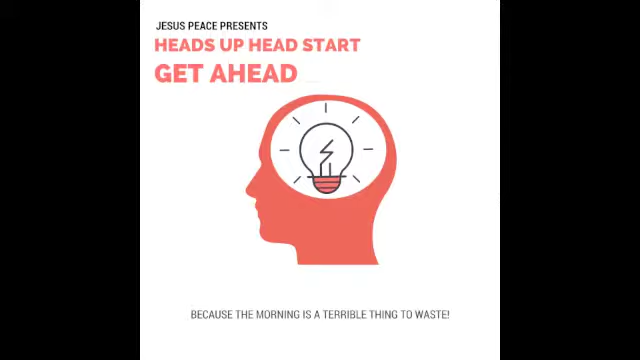 JESUS PEACE PRESENTS
HEADS UP HEAD START
GET AHEAD
BECAUSE THE MORNING IS A TERRIBLE THING TO WASTE!